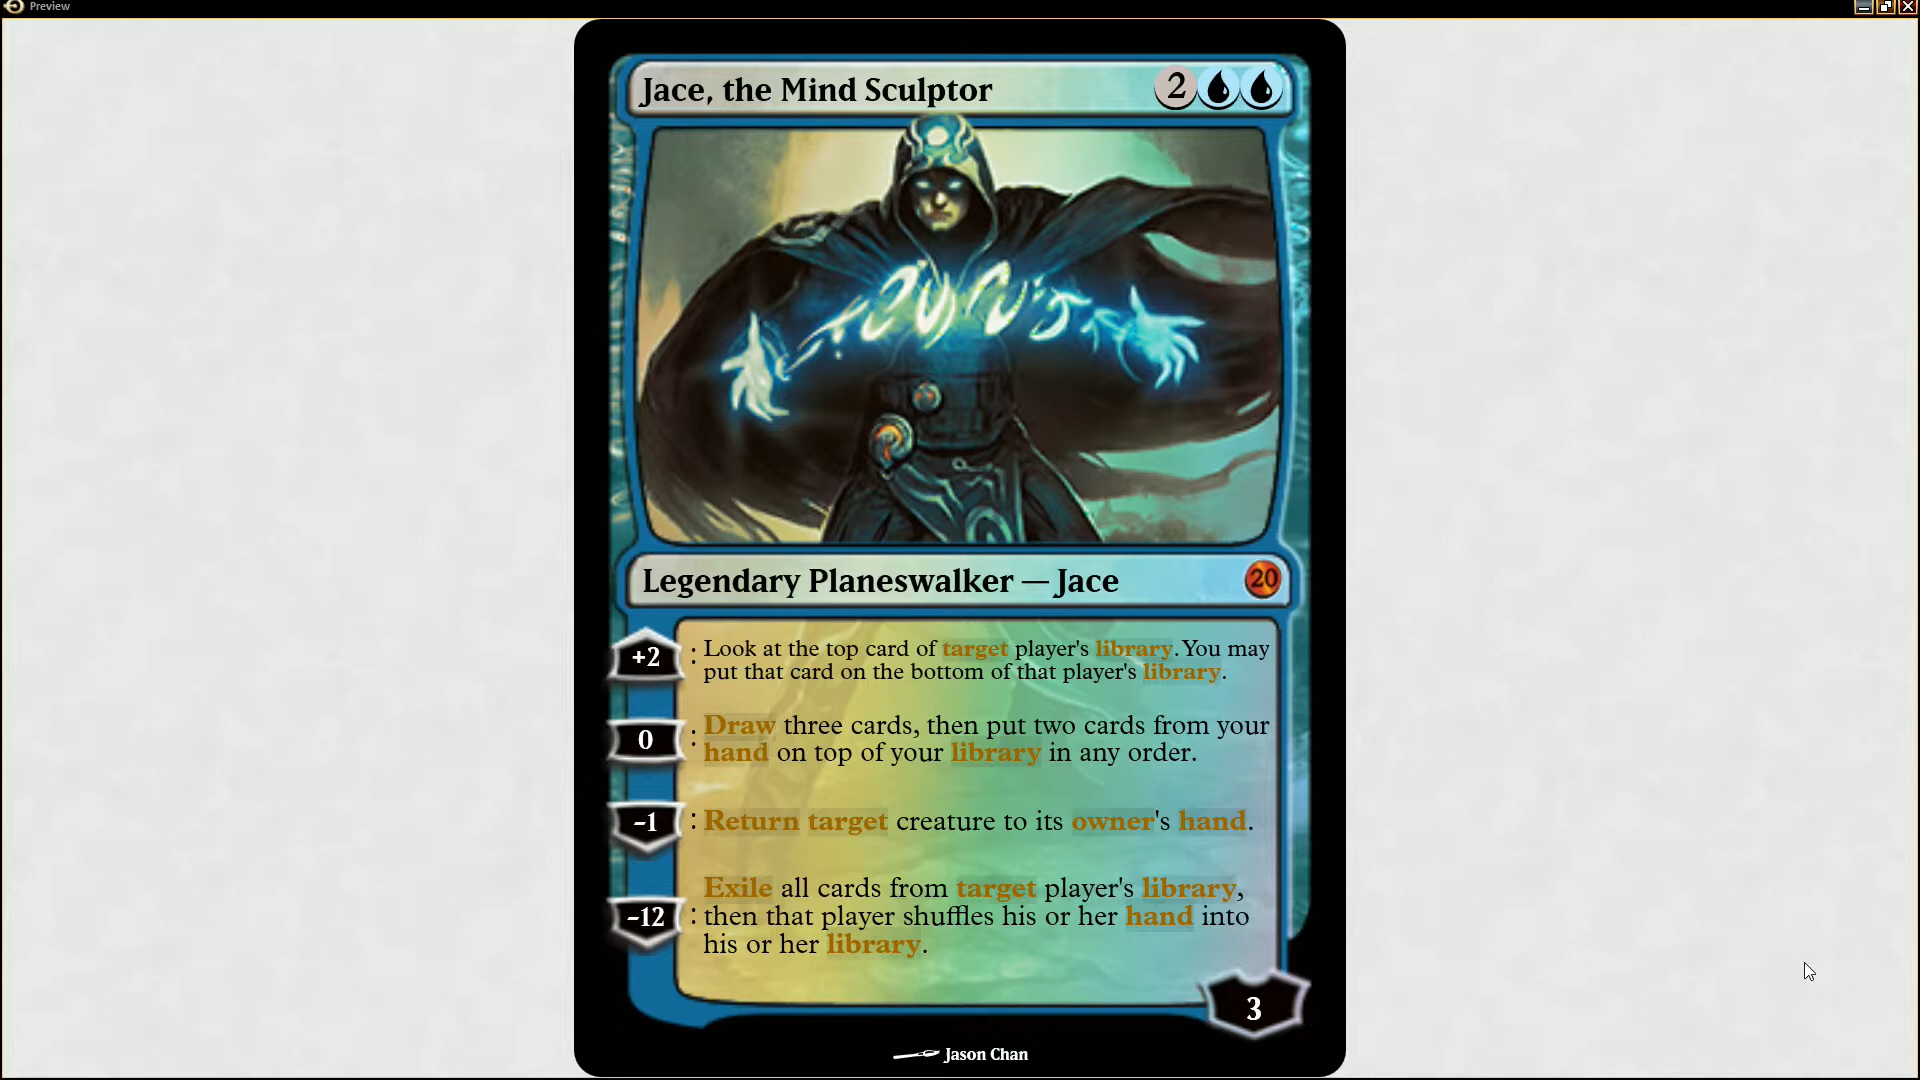 Preview
Jace, the Mind Sculptor
2
Legendary Planeswalker — Jace
20
+2
: Look at the top card of target player's library. You may
put that card on the bottom of that player's library.
0
: Draw three cards, then put two cards from your
hand on top of your library in any order.
–1
: Return target creature to its owner's hand.
–12
Exile all cards from target player's library,
: then that player shuffles his or her hand into
his or her library.
3
Jason Chan